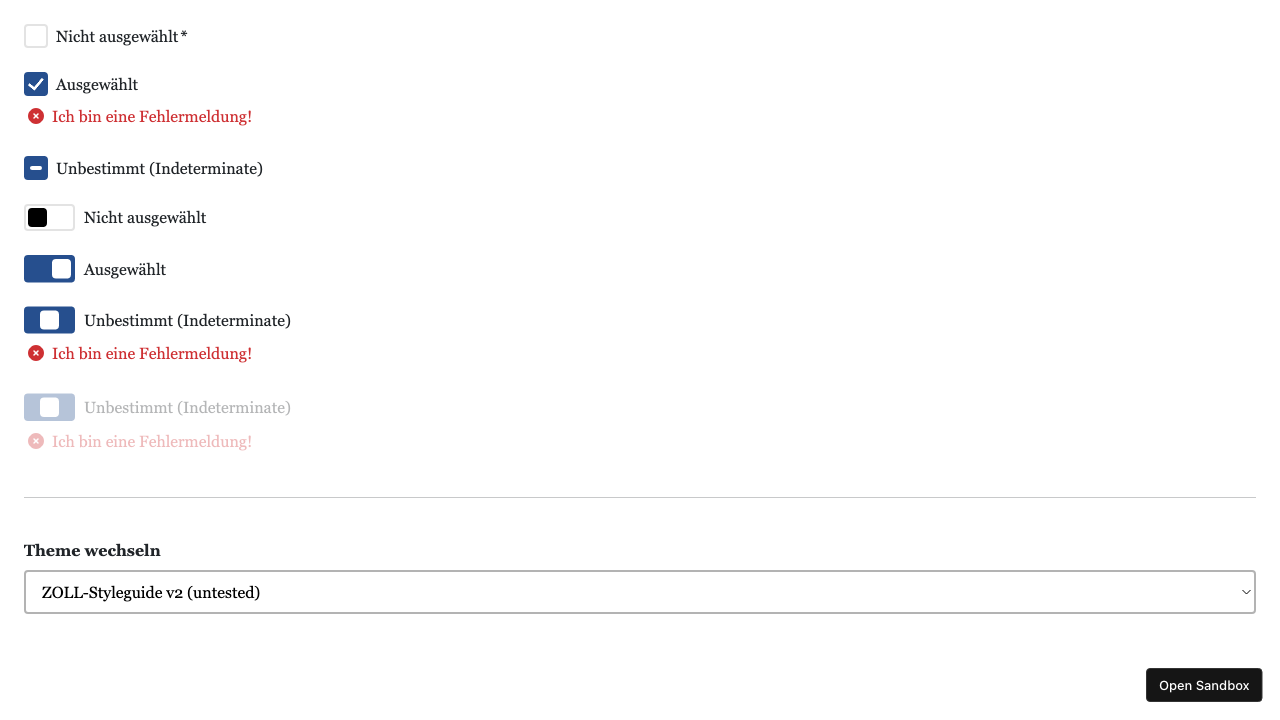 Nicht ausgewählt*
Ausgewählt
Ich bin eine Fehlermeldung!
Unbestimmt (Indeterminate)
Nicht ausgewählt
Ausgewählt
Unbestimmt (Indeterminate)
Ich bin eine Fehlermeldung!
Unbestimmt (Indeterminate)
Ich bin eine Fehlermeldung!
Theme wechseln
ZOLL-Styleguide v2 (untested)
Open Sandbox